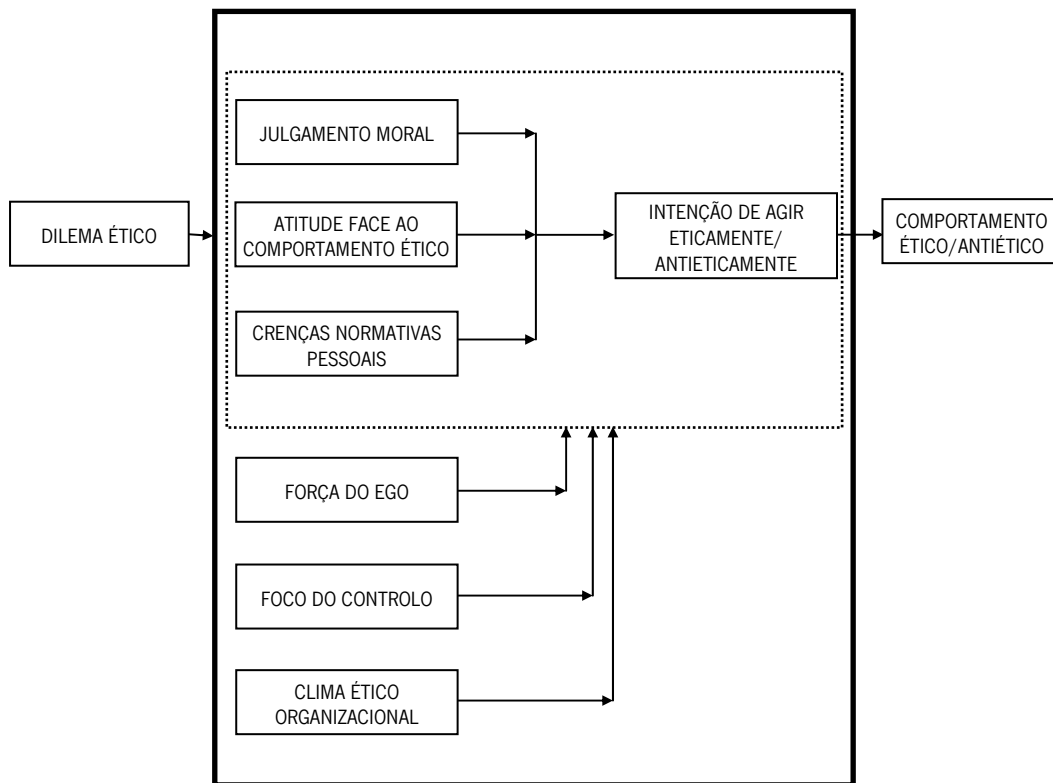 DILEMA ÉTICO
JULGAMENTO MORAL
ATITUDE FACE AO
COMPORTAMENTO ÉTICO
CRENÇAS NORMATIVAS
PESSOAIS
FORÇA DO EGO
FOCO DO CONTROLO
CLIMA ÉTICO
ORGANIZACIONAL
INTENÇÃO DE AGIR
ETICAMENTE/
ANTIETICAMENTE
COMPORTAMENTO
ÉTICO/ANTIÉTICO